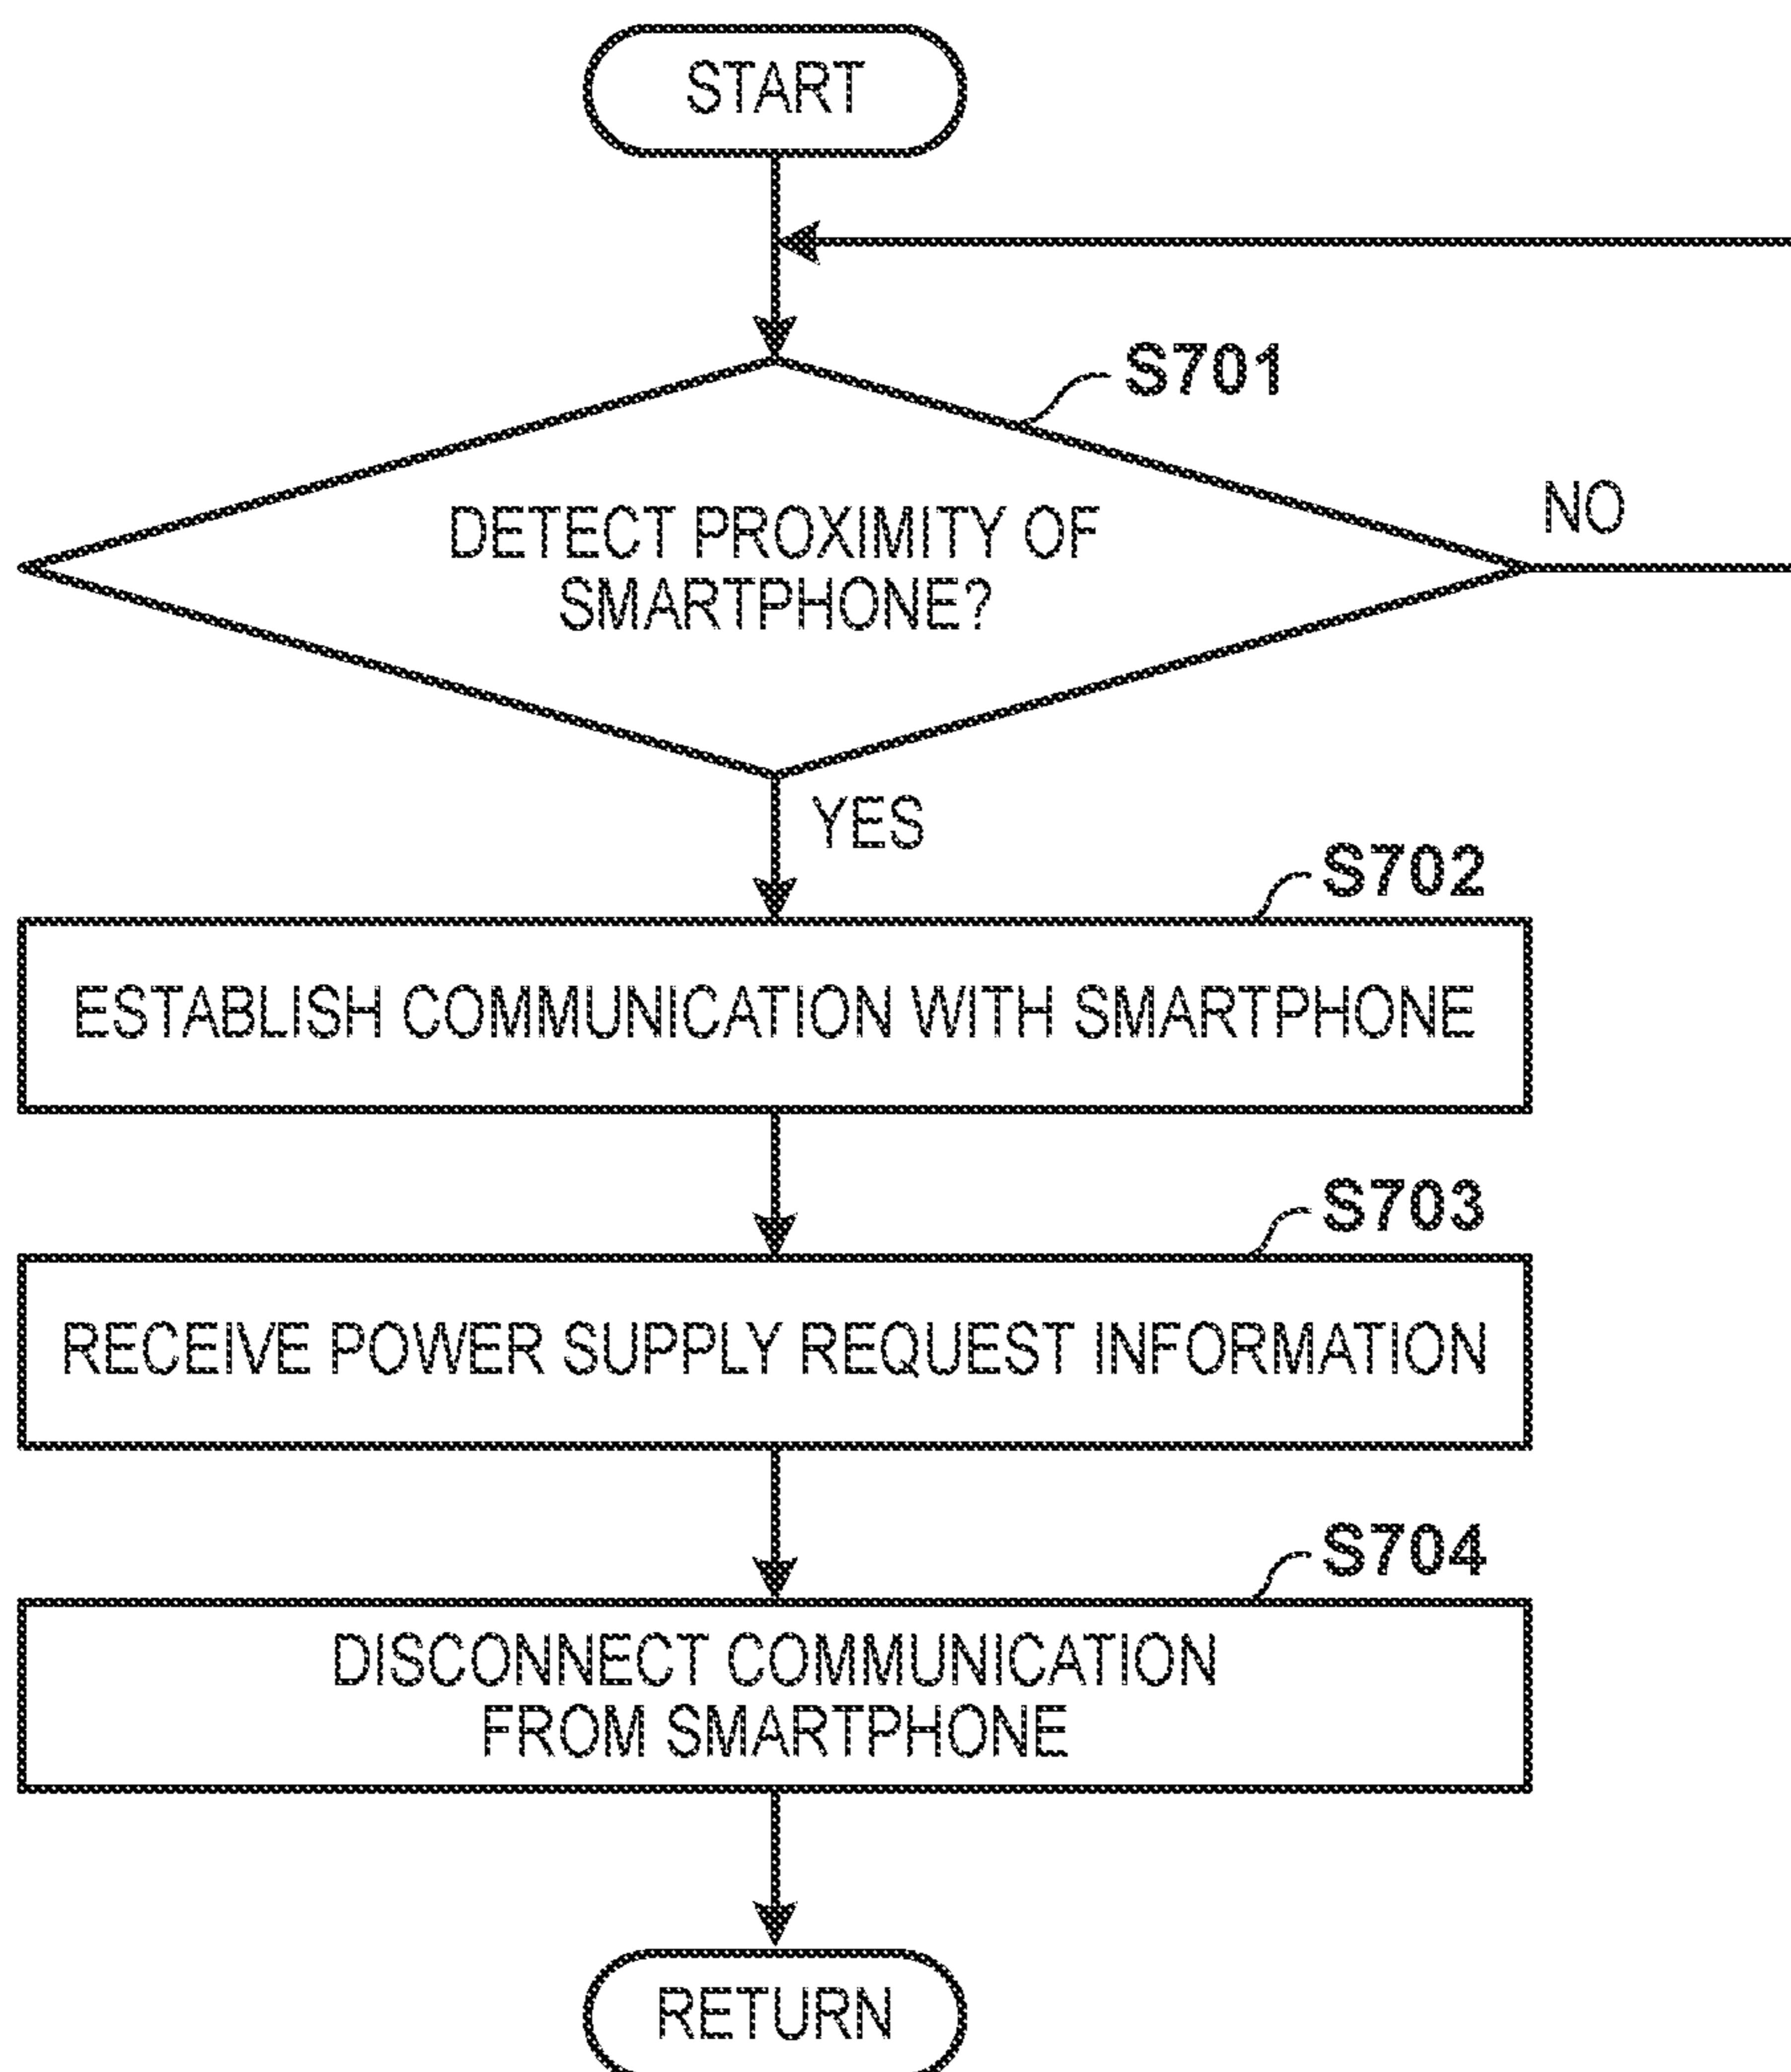 START
S701
DETECT PROXIMITY OF
SMARTPHONE?
NO
YES
S702
ESTABLISH COMMUNICATION WITH SMARTPHONE
S703
RECEIVE POWER SUPPLY REQUEST INFORMATION
S704
DISCONNECT COMMUNICATION
FROM SMARTPHONE
RETURN